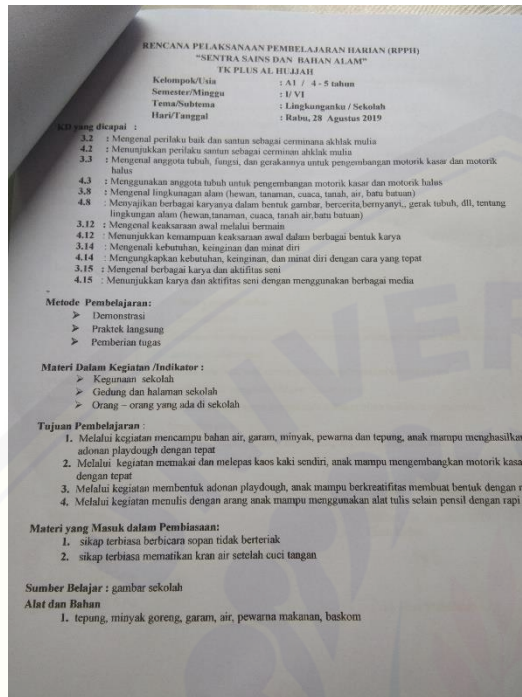 RENCANA PELAKSANAAN PEMBELAJARAN HARIAN (RPPH)
"SENTRA SAINS DAN BAHAN ALAM"
TK PLUS AL HUJJAH
Kelompok/Usia : A1 / 4 - 5 tahun
Semester/Minggu : I/ VI
Tema/Subtema : Lingkunganku / Sekolah
Hari/Tanggal : Rabu, 28 Agustus 2019
KD yang dicapai :
3.2 : Mengenal perilaku baik dan santun sebagai cerminana akhlak mulia
4.2 : Menunjukkan perilaku santun sebagai cerminan ahklak mulia
3.3 : Mengenal anggota tubuh, fungsi, dan gerakannya untuk pengembangan motorik kasar dan motorik
halus
4.3 : Menggunakan anggota tubuh untuk pengembangan motorik kasar dan motorik halus
3.8 : Mengenal lingkunagan alam (hewan, tanaman, cuaca, tanah, air, batu batuan)
4.8 : Menyajikan berbagai karyanya dalam bentuk gambar, bercerita,bernyanyi,, gerak tubuh, dll, tentang
lingkungan alam (hewan,tanaman, cuaca, tanah air,batu batuan)
3.12 : Mengenal keaksaraan awal melalui bermain
4.12 : Menunjukkan kemampuan keaksaraan awal dalam berbagai bentuk karya
3.14 : Mengenali kebutuhan, keinginan dan minat diri
4.14 : Mengungkapkan kebutuhan, keinginan, dan minat diri dengan cara yang tepat
3.15 : Mengenal berbagai karya dan aktifitas seni
4.15 : Menunjukkan karya dan aktifitas seni dengan menggunakan berbagai media
Metode Pembelajaran:
➤ Demonstrasi
➤ Praktek langsung
➤ Pemberian tugas
Materi Dalam Kegiatan /Indikator :
➤ Kegunaan sekolah
➤ Gedung dan halaman sekolah
➤ Orang – orang yang ada di sekolah
Tujuan Pembelajaran :
1. Melalui kegiatan mencampu bahan air, garam, minyak, pewarna dan tepung, anak mampu menghasilkan
adonan playdough dengan tepat
2. Melalui kegiatan memakai dan melepas kaos kaki sendiri, anak mampu mengembangkan motorik kasa
dengan tepat
3. Melalui kegiatan membentuk adonan playdough, anak mampu berkreatifitas membuat bentuk dengan
4. Melalui kegiatan menulis dengan arang anak mampu menggunakan alat tulis selain pensil dengan rapi
Materi yang Masuk dalam Pembiasaan:
1. sikap terbiasa berbicara sopan tidak berteriak
2. sikap terbiasa mematikan kran air setelah cuci tangan
Sumber Belajar : gambar sekolah
Alat dan Bahan
1. tepung, minyak goreng, garam, air, pewarna makanan, baskom
UNIVER